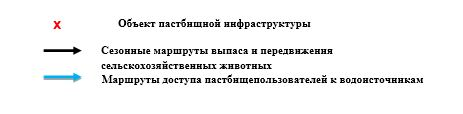 х Объект пастбищной инфраструктуры
Сезонные маршруты выпаса и передвижения
сельскохозяйственных животных
Маршруты доступа пастбищепользователей к водоисточникам